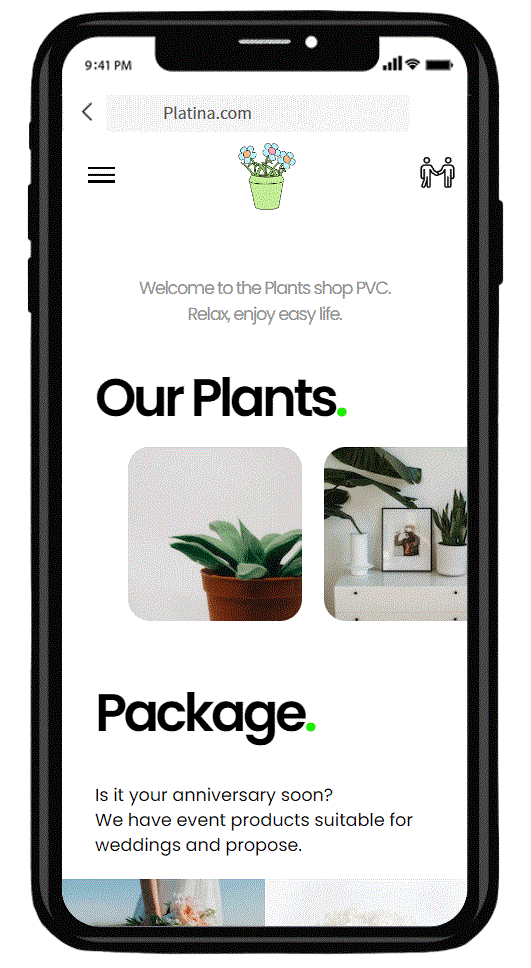 9:41 PM
Platina.com
Welcome to the Plants shop PVC.
Relax, enjoy easy life.
Our Plants.
Package.
Is it your anniversary soon?
We have event products suitable for
weddings and propose.